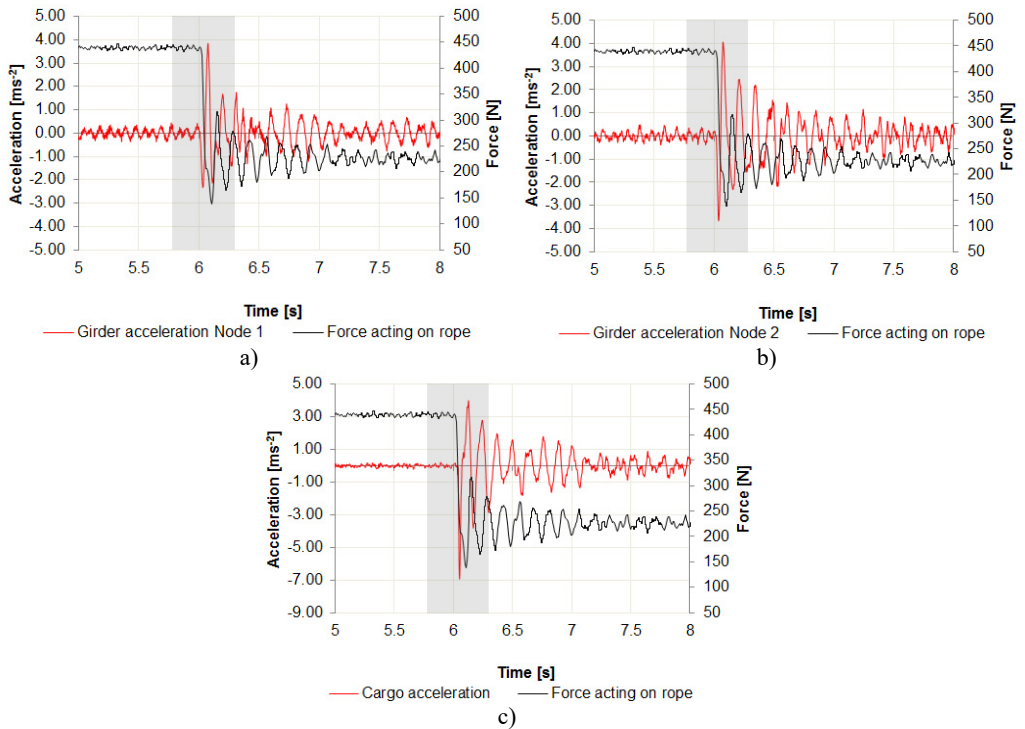 5.00 500
4.00 450
3.00 400
2.00 350
1.00 300
0.00 250
-1.00 200
-2.00 150
-3.00 100
-4.00 50
-5.00
Acceleration [ms-2]
Force [N]
5 5.5 6 6.5 7 7.5 8
Time [s]
Girder acceleration Node 1 Force acting on rope
a)
5.00 500
4.00 450
3.00 400
2.00 350
1.00 300
0.00 250
-1.00 200
-2.00 150
-3.00 100
-4.00 50
-5.00
Acceleration [ms-2]
Force [N]
5 5.5 6 6.5 7 7.5 8
Time [s]
Girder acceleration Node 2 Force acting on rope
b)
5.00 500
3.00 450
1.00 400
-1.00 350
-3.00 300
-5.00 250
-7.00 200
-9.00 150
100
50
Acceleration [ms-2]
Force [N]
5 5.5 6 6.5 7 7.5 8
Time [s]
Cargo acceleration Force acting on rope
c)